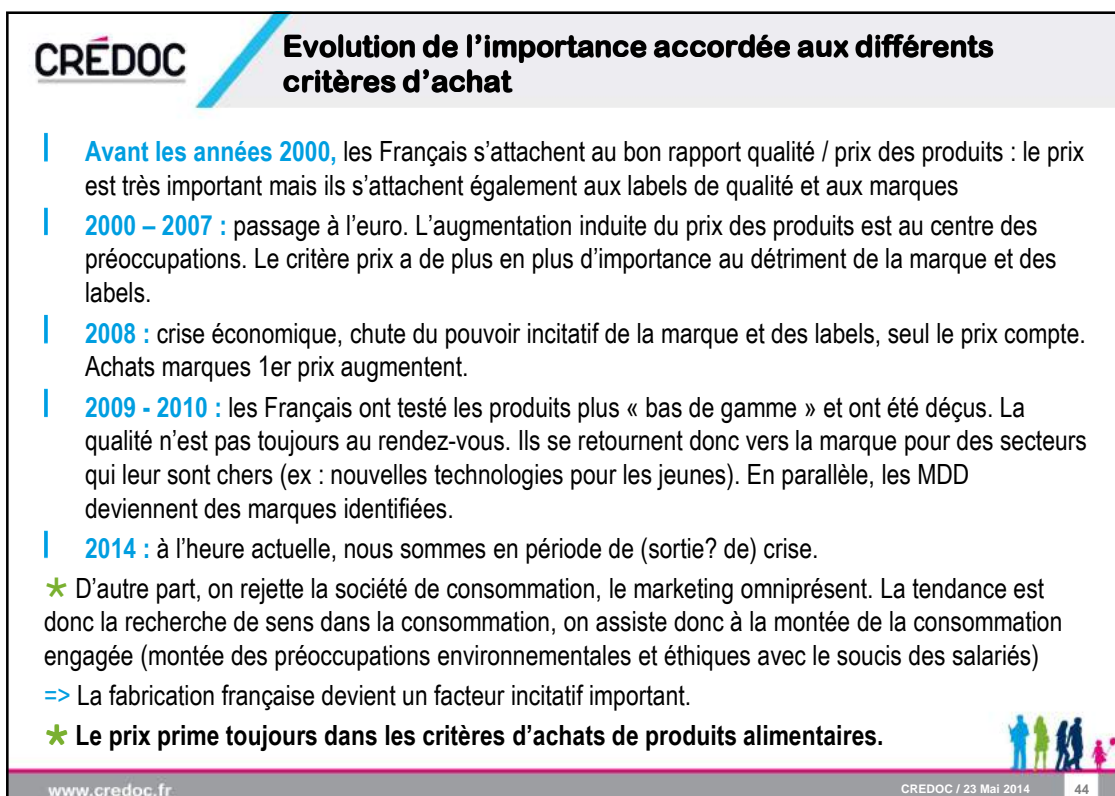 CRÉDOC
Evolution de l’importance accordée aux différents
critères d’achat
Avant les années 2000, les Français s’attachent au bon rapport qualité / prix des produits : le prix
est très important mais ils s’attachent également aux labels de qualité et aux marques
2000 – 2007 : passage à l’euro. L’augmentation induite du prix des produits est au centre des
préoccupations. Le critère prix a de plus en plus d’importance au détriment de la marque et des
labels.
2008 : crise économique, chute du pouvoir incitatif de la marque et des labels, seul le prix compte.
Achats marques 1er prix augmentent.
2009 - 2010 : les Français ont testé les produits plus « bas de gamme » et ont été déçus. La
qualité n’est pas toujours au rendez-vous. Ils se retournent donc vers la marque pour des secteurs
qui leur sont chers (ex : nouvelles technologies pour les jeunes). En parallèle, les MDD
deviennent des marques identifiées.
2014 : à l’heure actuelle, nous sommes en période de (sortie? de) crise.
* D’autre part, on rejette la société de consommation, le marketing omniprésent. La tendance est
donc la recherche de sens dans la consommation, on assiste donc à la montée de la consommation
engagée (montée des préoccupations environnementales et éthiques avec le soucis des salariés)
=> La fabrication française devient un facteur incitatif important.
* Le prix prime toujours dans les critères d’achats de produits alimentaires.
www.credoc.fr
CREDOC / 23 Mai 2014
44